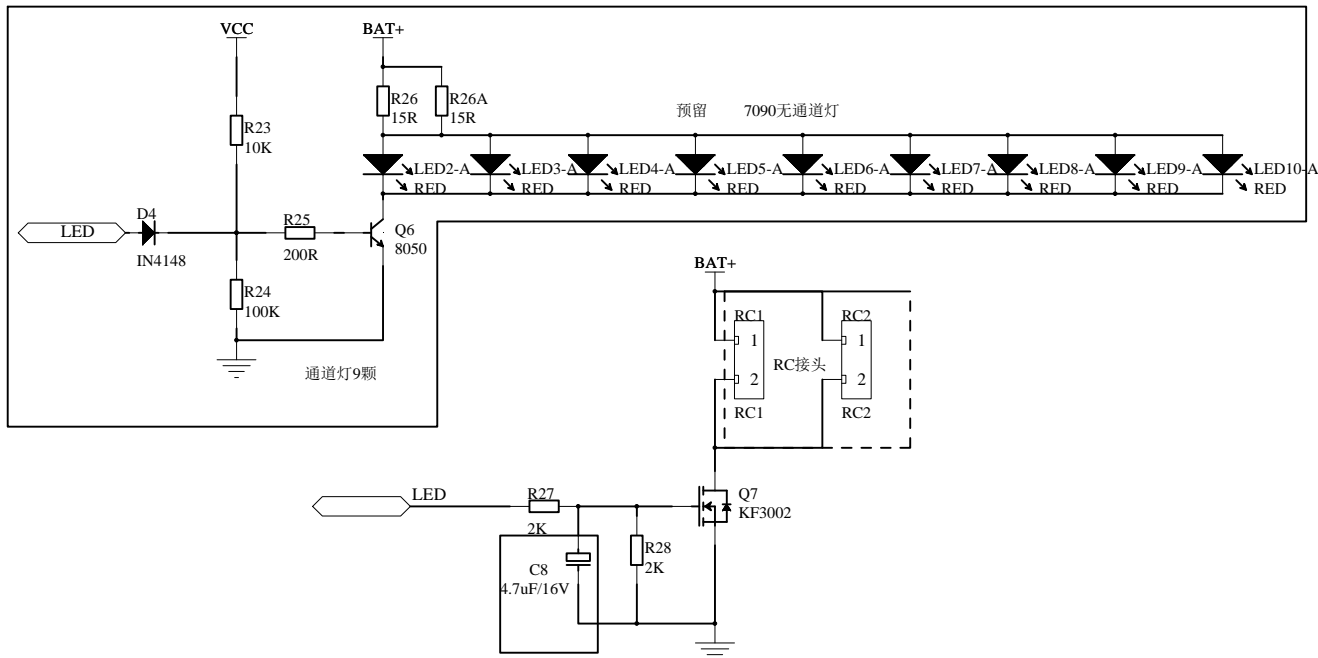 VCC
BAT+
R26
15R
R26A
15R
预留 7090无通道灯
R23
10K
LED2-A
RED
LED3-A
RED
LED4-A
RED
LED5-A
RED
LED6-A
RED
LED7-A
RED
LED8-A
RED
LED9-A
RED
LED10-A
RED
LED
D4
IN4148
R25
200R
Q6
8050
R24
100K
通道灯9颗
BAT+
RC1
1
2
RC1
RC接头
RC2
1
2
RC2
LED
R27
2K
Q7
KF3002
C8
4.7uF/16V
R28
2K